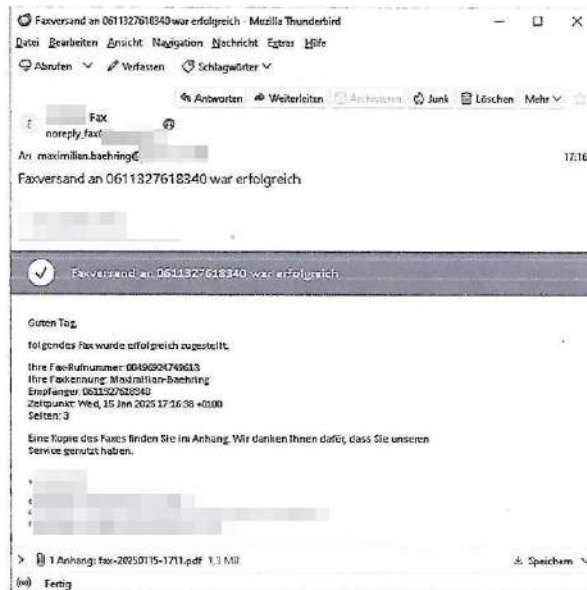 Faxversand an 0611327618340 war erfolgreich - Mozilla Thunderbird
Datei Bearbeiten Ansicht Navigation Nachricht Extras Hilfe
Abrufen Verfassen Schlagwörter
Antworten Weiterleiten Archivieren Junk Löschen Mehr
Fax
noreply_fax
An maximilian.baehring@
17:16
Faxversand an 0611327618340 war erfolgreich
Faxversand an 0611327618340 war erfolgreich
Guten Tag,
folgendes Fax wurde erfolgreich zugestellt.
Ihre Fax-Rufnummer: 00496924749613
Ihre Faxkennung: Maximilian-Baehring
Empfänger: 0611327618340
Zeitpunkt: Wed, 15 Jan 2025 17:16:38 +0100
Seiten: 3
Eine Kopie des Faxes finden Sie im Anhang. Wir danken Ihnen dafür, dass Sie unseren
Service genutzt haben.
1 Anhang: fax-20250115-1711.pdf 1,3 MB Speichern
Fertig